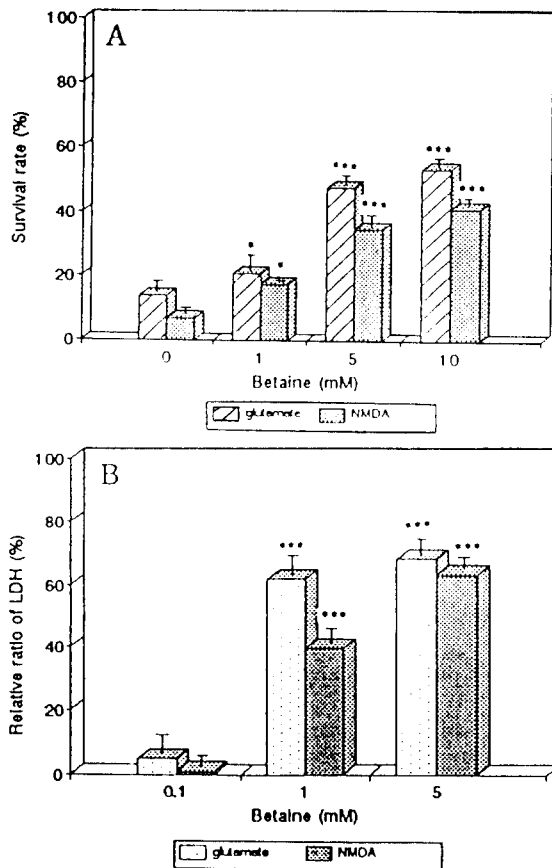 A
100
80
60
40
20
0
Survival rate (%)
* * *
* * *
* * *
* * *
*
*
0 1 5 10
Betaine (mM)
glutamate NMDA
B
100
80
60
40
20
0
Relative ratio of LDH (%)
* * *
* * *
* * *
* * *
0.1 1 5
Betaine (mM)
glutamate NMDA